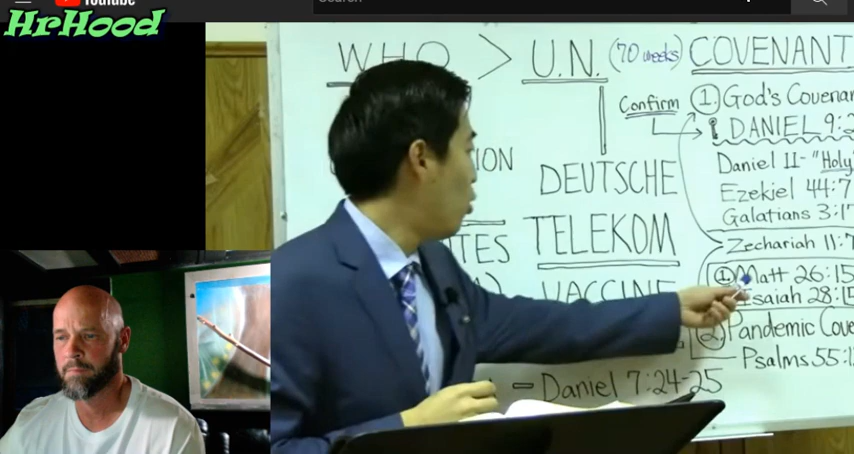 YouTube
Search
HrHood
WHO > U.N. (70 weeks) COVENANT
Confirm
1. God's Covenan
DANIEL 9:2
Daniel 11- "Holy
Ezekiel 44:7
Galatians 3:1
Zechariah 11:7
ION
DEUTSCHE
TES TELEKOM
VACCINE
1. Matt 26:15
Isaiah 28:15
2. Pandemic Cove
Psalms 55:1
- Daniel 7:24-25